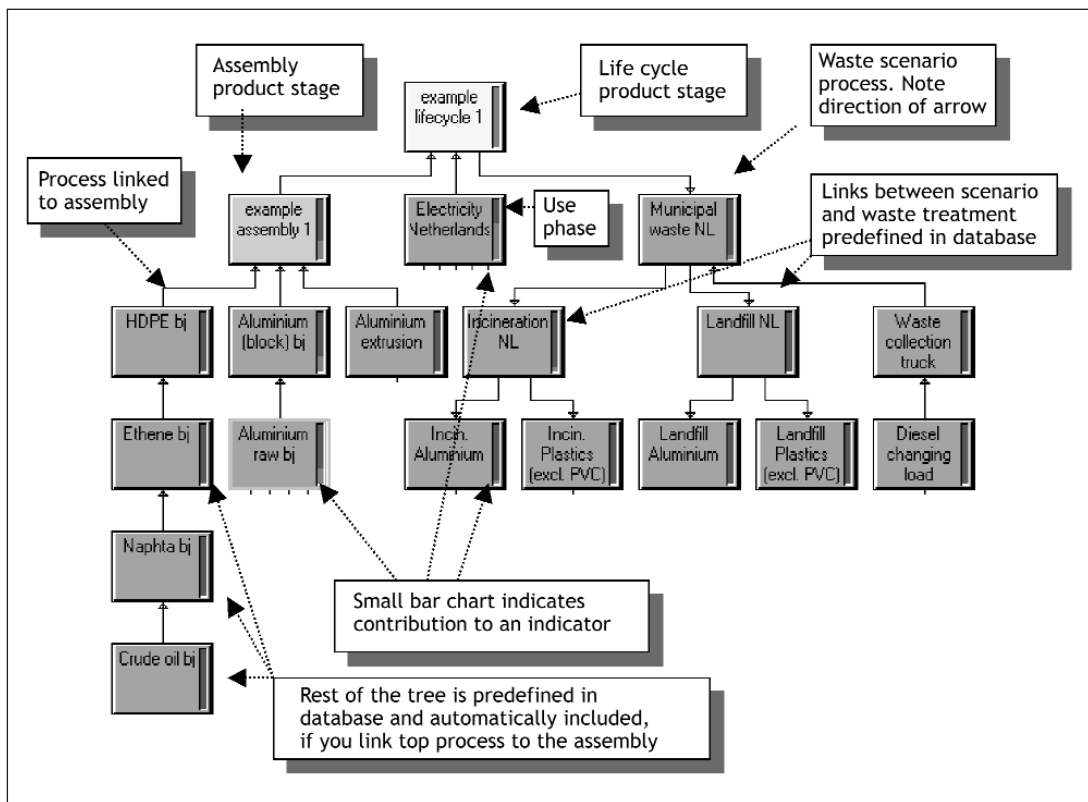 Assembly
product stage
Life cycle
product stage
Waste scenario
process. Note
direction of arrow
example
lifecycle 1
Process linked
to assembly
example
assembly 1
Electricity
Netherlands
Use
phase
Municipal
waste NL
Links between scenario
and waste treatment
predefined in database
HDPE bj
Aluminium
(block) bj
Aluminium
extrusion
Incineration
NL
Landfill NL
Waste
collection
truck
Ethene bj
Aluminium
raw bj
Incin.
Aluminium
Incin.
Plastics
(excl. PVC)
Landfill
Aluminium
Landfill
Plastics
(excl. PVC)
Diesel
changing
load
Naphta bj
Small bar chart indicates
contribution to an indicator
Crude oil bj
Rest of the tree is predefined in
database and automatically included,
if you link top process to the assembly